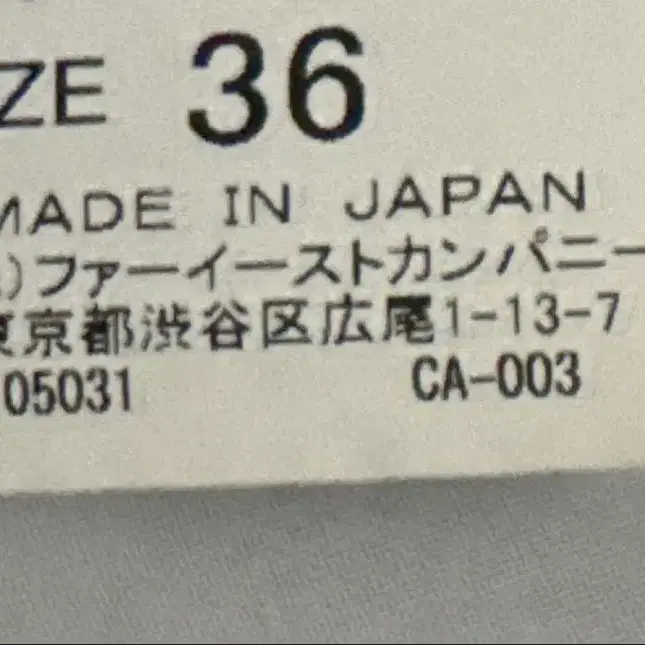 ZE 36
MADE IN JAPAN
)ファーイーストカンパニー
東京都渋谷区広尾1-13-7
05031 CA-003